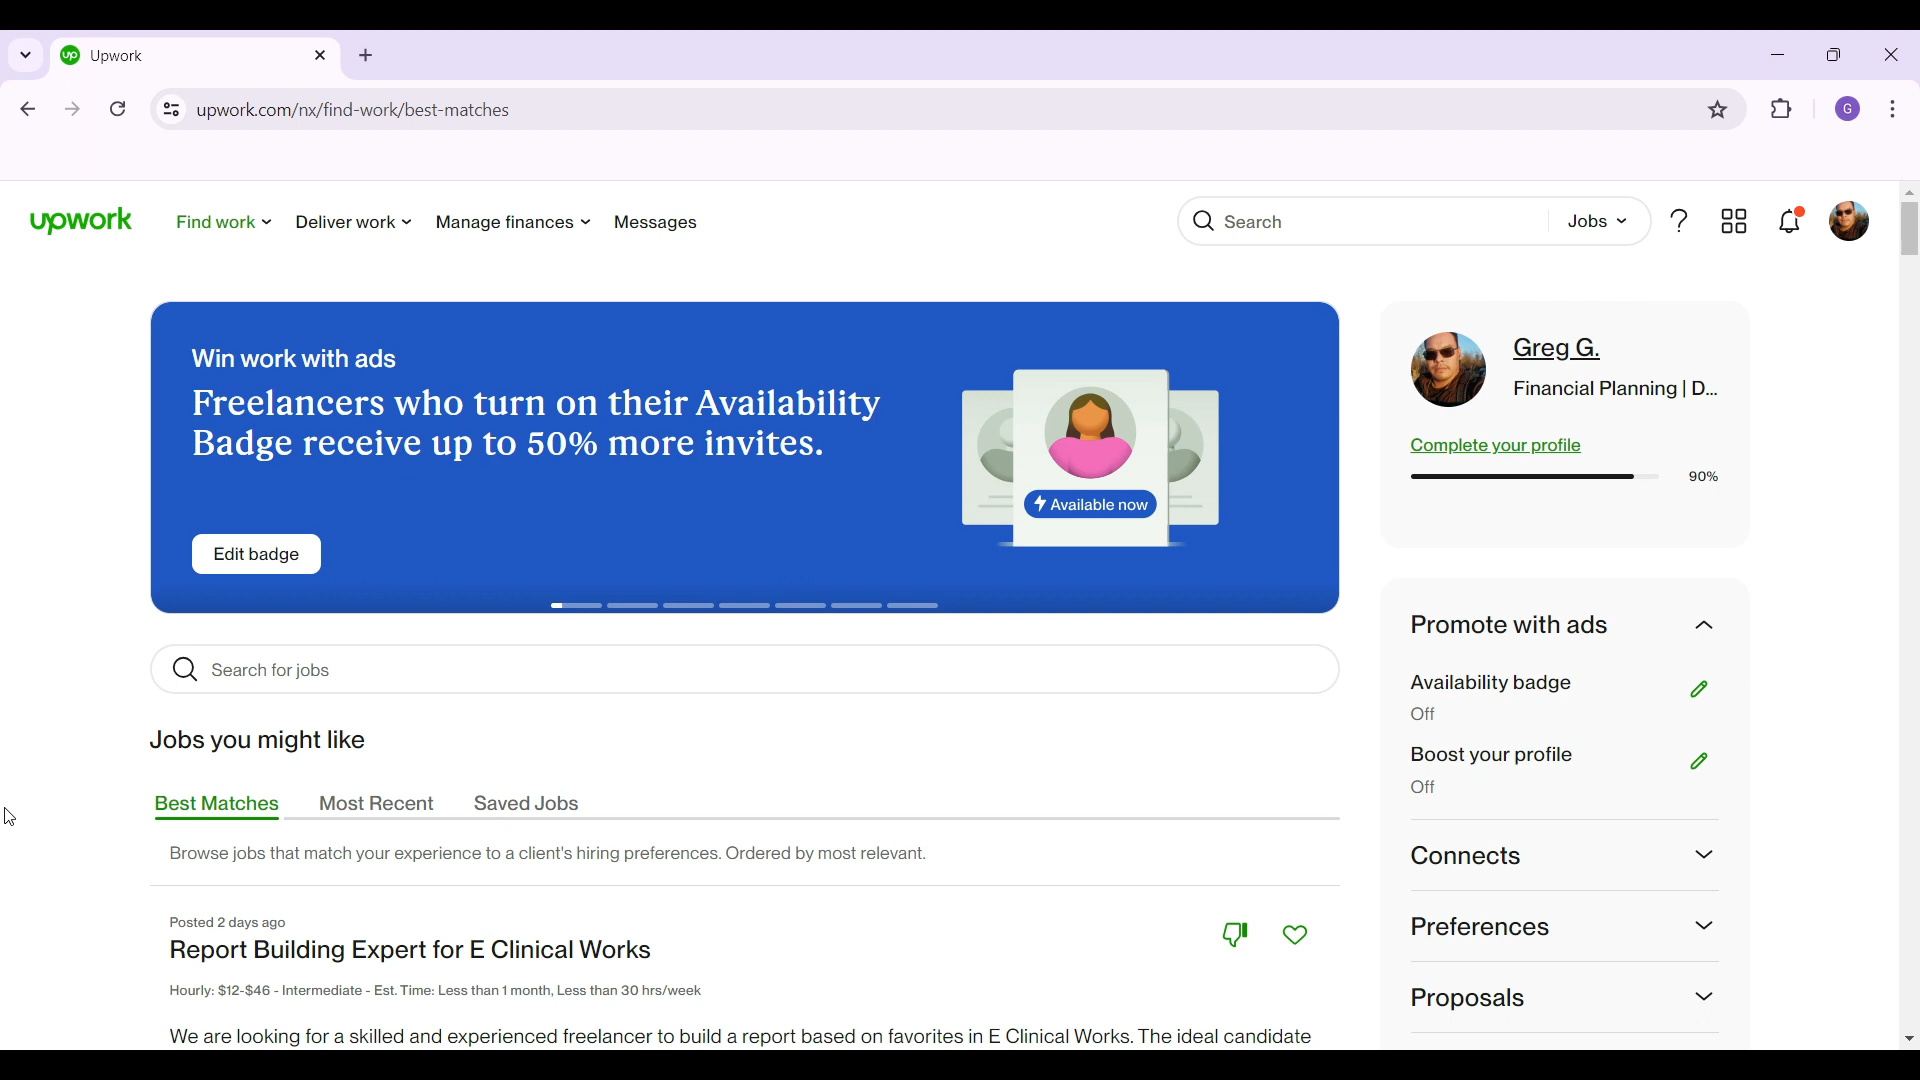 Upwork
upwork.com/nx/find-work/best-matches
G
upwork
Find work
Deliver work
Manage finances
Messages
Search
Jobs
Win work with ads
Freelancers who turn on their Availability
Badge receive up to 50% more invites.
Available now
Edit badge
Greg G.
Financial Planning | D...
Complete your profile
90%
Search for jobs
Jobs you might like
Best Matches
Most Recent
Saved Jobs
Browse jobs that match your experience to a client's hiring preferences. Ordered by most relevant.
Posted 2 days ago
Report Building Expert for E Clinical Works
Hourly: $12-$46 - Intermediate - Est. Time: Less than 1 month, Less than 30 hrs/week
We are looking for a skilled and experienced freelancer to build a report based on favorites in E Clinical Works. The ideal candidate
Promote with ads
Availability badge
Off
Boost your profile
Off
Connects
Preferences
Proposals